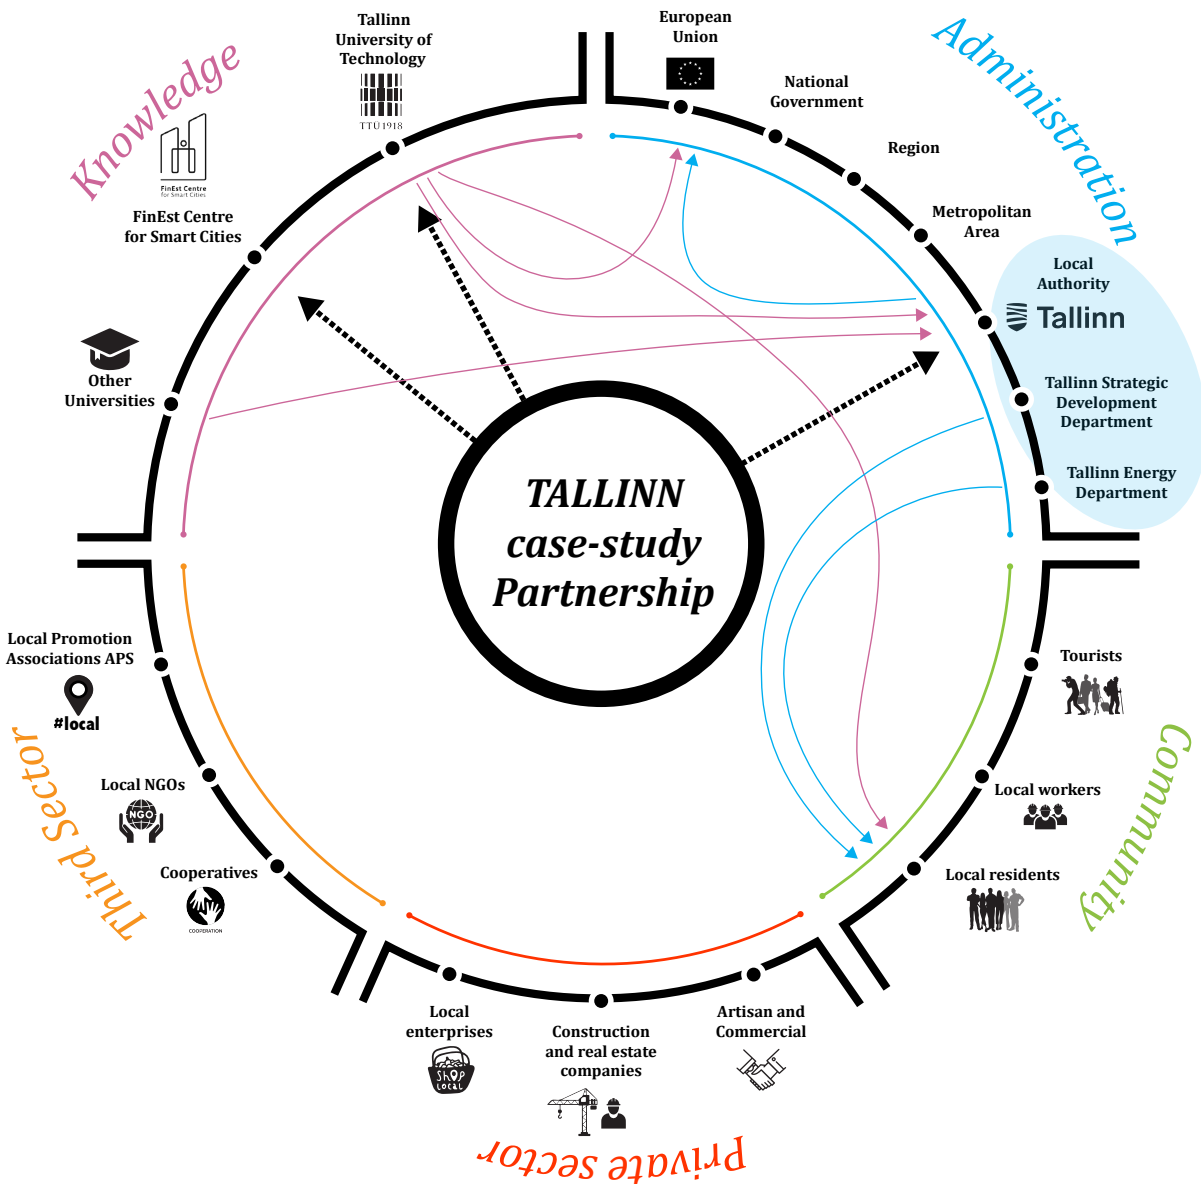 Knowledge
Tallinn
University of
Technology
TTÜ1918
FinEst Centre
for Smart Cities
FinEst Centre
for Smart Cities
Other
Universities
Administration
European
Union
National
Government
Region
Metropolitan
Area
Local
Authority
Tallinn
Tallinn Strategic
Development
Department
Tallinn Energy
Department
TALLINN
case-study
Partnership
Community
Tourists
Local workers
Local residents
Third Sector
Local Promotion
Associations APS
#local
Local NGOs
NGO
Cooperatives
COOPERATION
Private sector
Local
enterprises
SHOP
LOCAL
Construction
and real estate
companies
Artisan and
Commercial